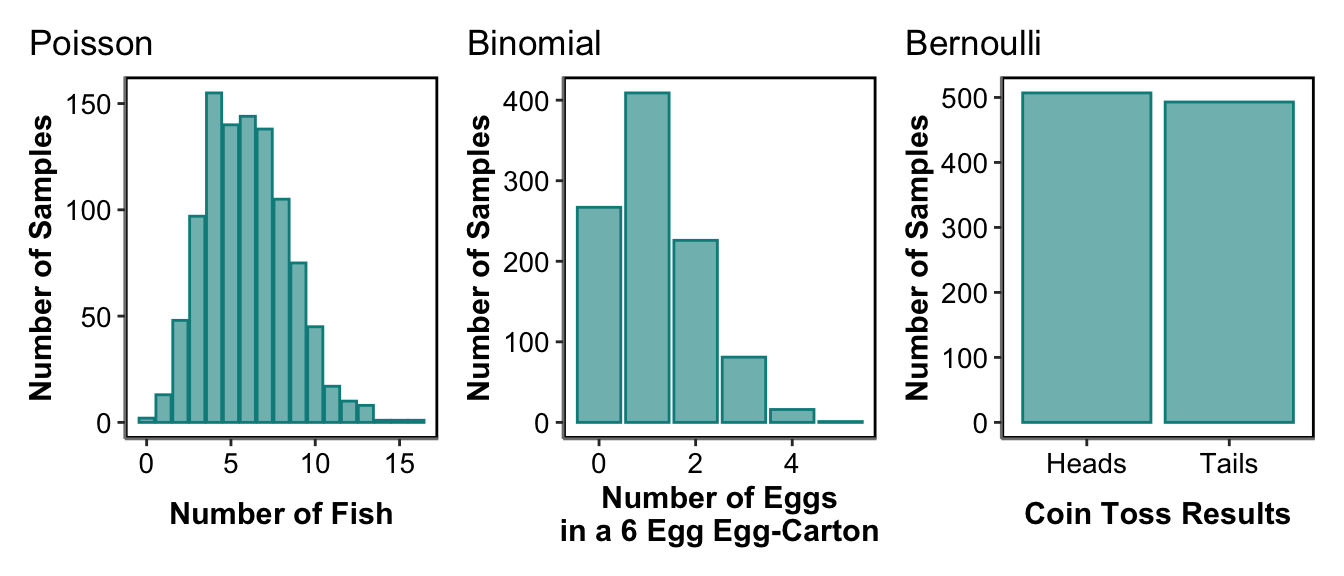 Poisson
Number of Samples
150
100
50
0
0 5 10 15
Number of Fish
Binomial
Number of Samples
400
300
200
100
0
0 2 4
Number of Eggs
in a 6 Egg Egg-Carton
Bernoulli
Number of Samples
500
400
300
200
100
0
Heads Tails
Coin Toss Results